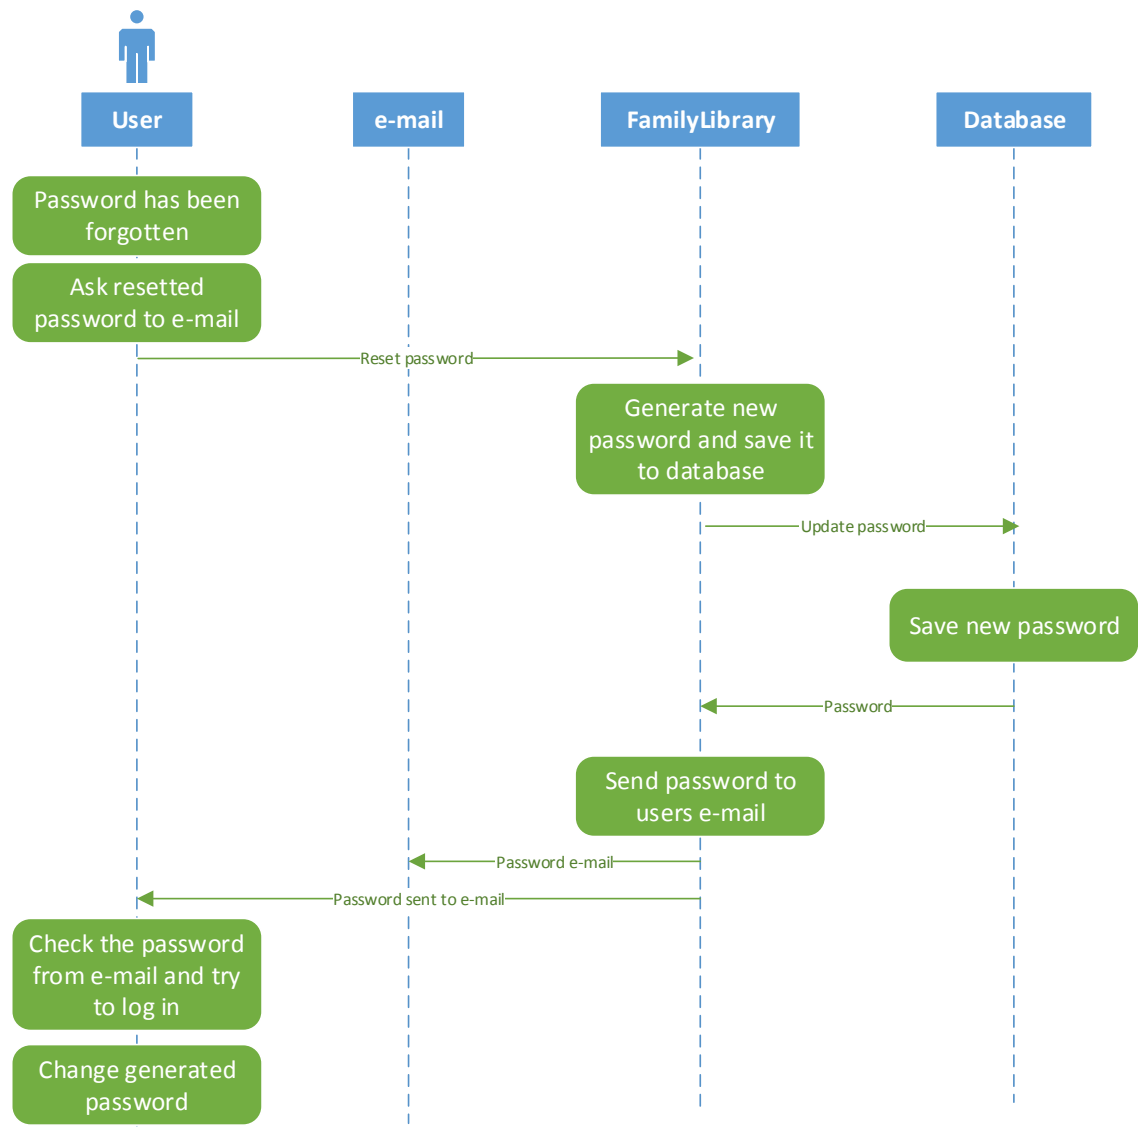 User
e-mail
FamilyLibrary
Database
Password has been
forgotten
Ask resetted
password to e-mail
Reset password
Generate new
password and save it
to database
Update password
Save new password
Password
Send password to
users e-mail
Password e-mail
Password sent to e-mail
Check the password
from e-mail and try
to log in
Change generated
password